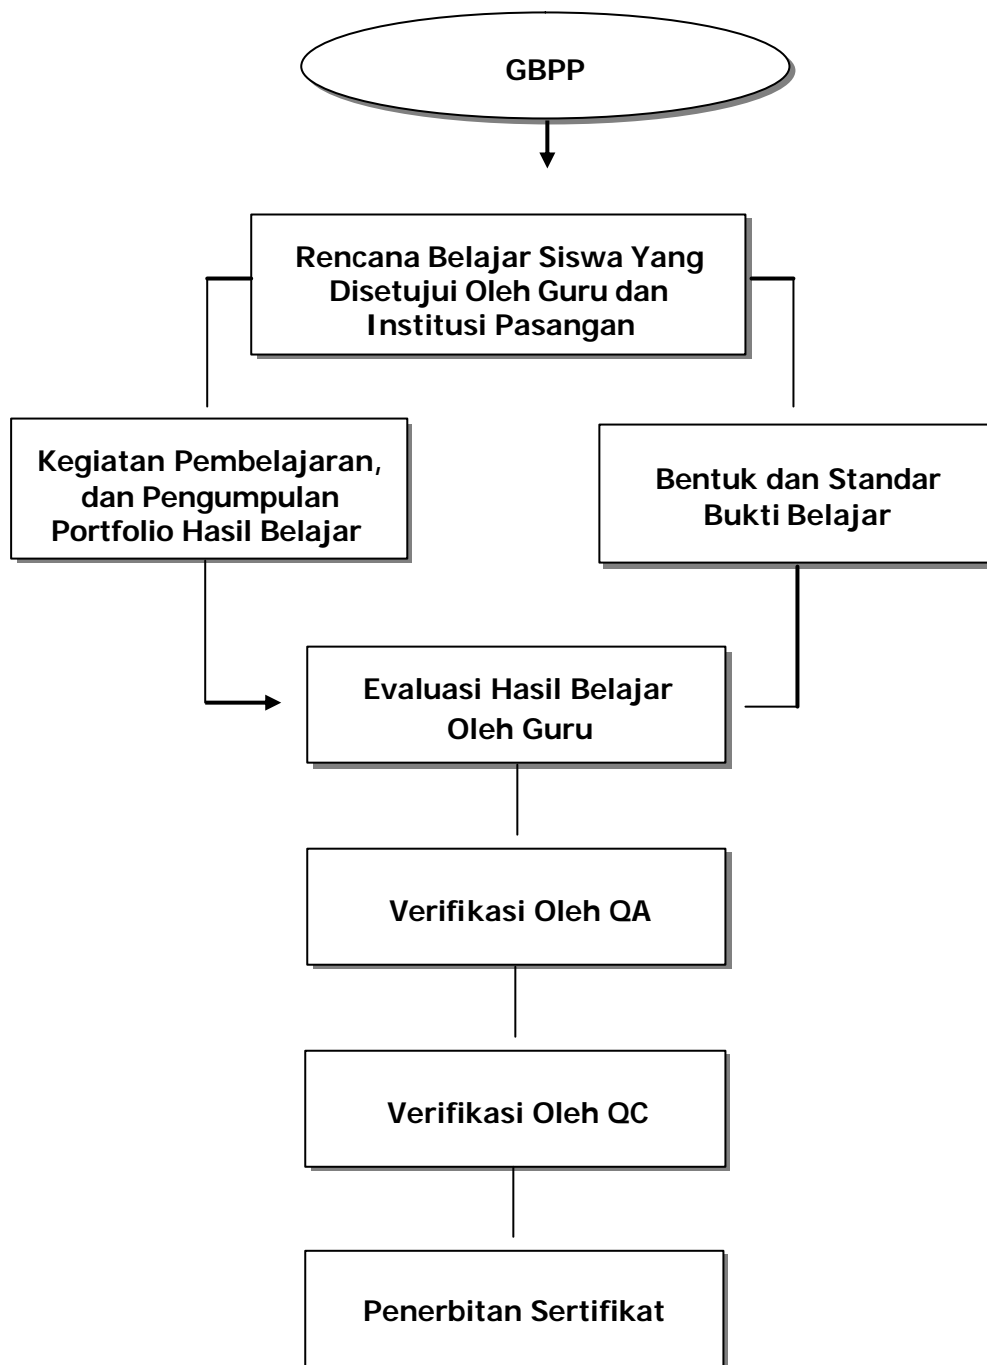 GBPP
Rencana Belajar Siswa Yang
Disetujui Oleh Guru dan
Institusi Pasangan
Kegiatan Pembelajaran,
dan Pengumpulan
Portfolio Hasil Belajar
Bentuk dan Standar
Bukti Belajar
Evaluasi Hasil Belajar
Oleh Guru
Verifikasi Oleh QA
Verifikasi Oleh QC
Penerbitan Sertifikat